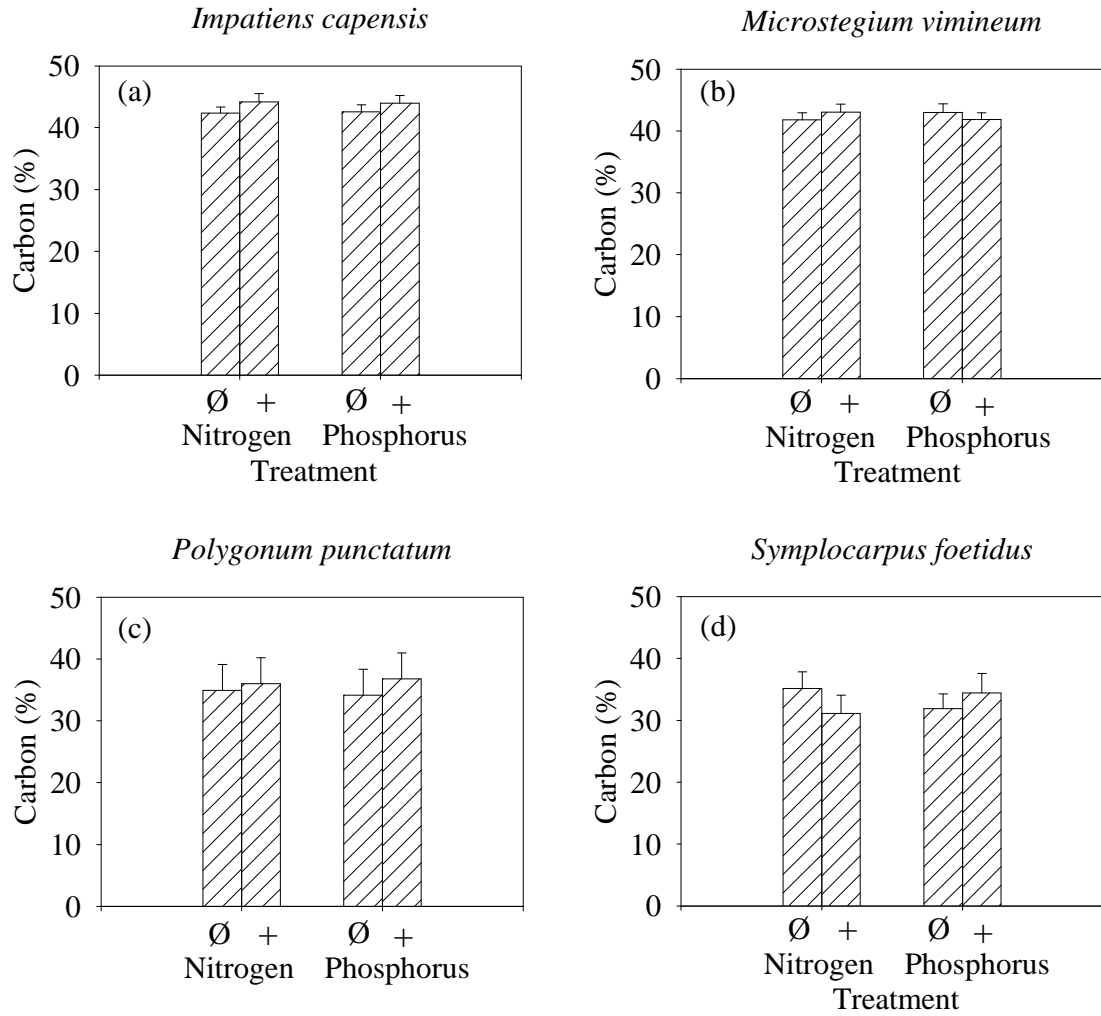 Impatiens capensis
(a)
Carbon (%)
50
40
30
20
10
0
Ø + Ø +
Nitrogen Phosphorus
Treatment
Microstegium vimineum
(b)
Carbon (%)
50
40
30
20
10
0
Ø + Ø +
Nitrogen Phosphorus
Treatment
Polygonum punctatum
(c)
Carbon (%)
50
40
30
20
10
0
Ø + Ø +
Nitrogen Phosphorus
Symplocarpus foetidus
(d)
Carbon (%)
50
40
30
20
10
0
Ø + Ø +
Nitrogen Phosphorus
Treatment